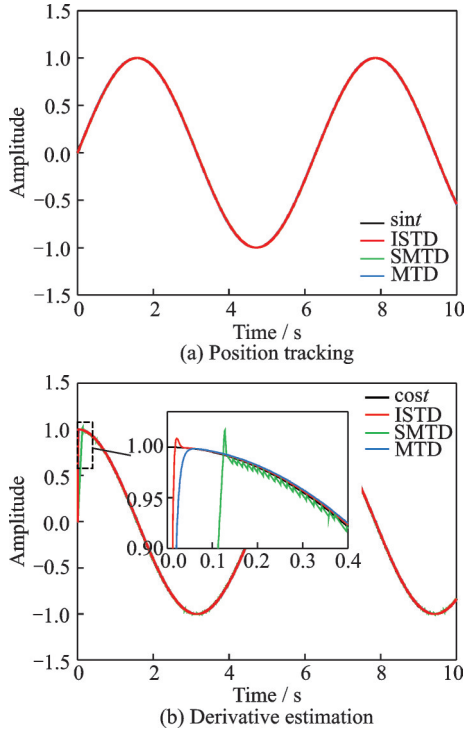 1.5
1.0
0.5
0.0
−0.5
−1.0
−1.5
Amplitude
sint
ISTD
SMTD
MTD
0 2 4 6 8 10
Time / s
(a) Position tracking
1.5
1.0
0.5
0
−0.5
−1.0
−1.5
Amplitude
cost
ISTD
SMTD
MTD
1.00
0.95
0.90
0.0 0.1 0.2 0.3 0.4
0 2 4 6 8 10
Time / s
(b) Derivative estimation